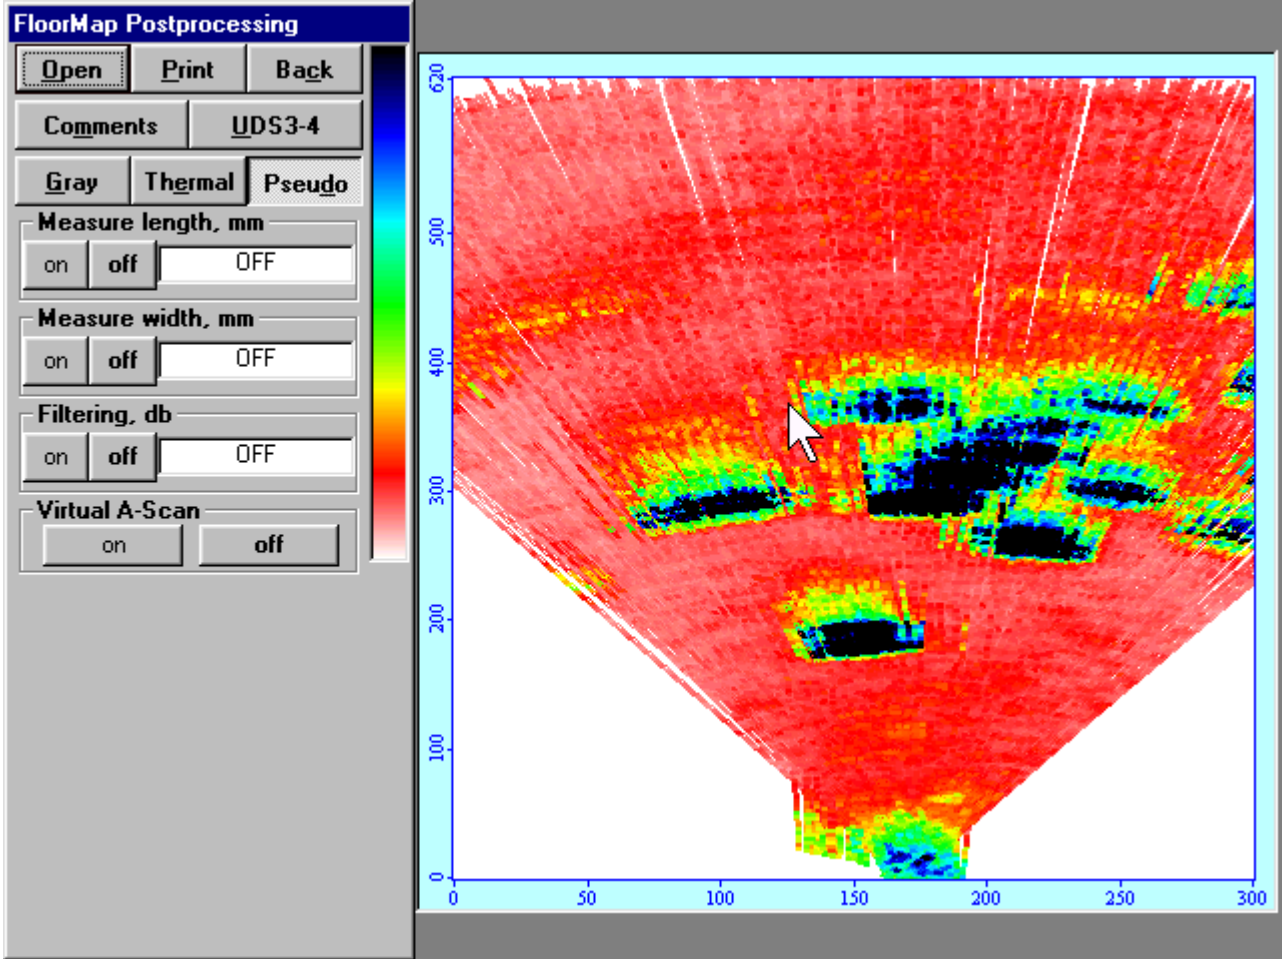 FloorMap Postprocessing
Open Print Back
Comments UDS3-4
Gray Thermal Pseudo
Measure length, mm
on off OFF
Measure width, mm
on off OFF
Filtering, db
on off OFF
Virtual A-Scan
on off
620
500
400
300
200
100
0
0 50 100 150 200 250 300